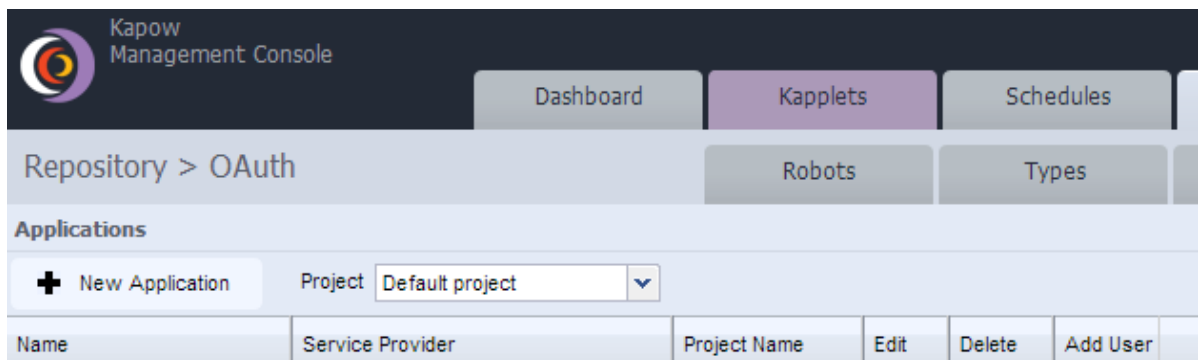 Kapow
Management Console
Dashboard Kapplets Schedules
Repository > OAuth Robots Types
Applications
New Application Project Default project
Name Service Provider Project Name Edit Delete Add User